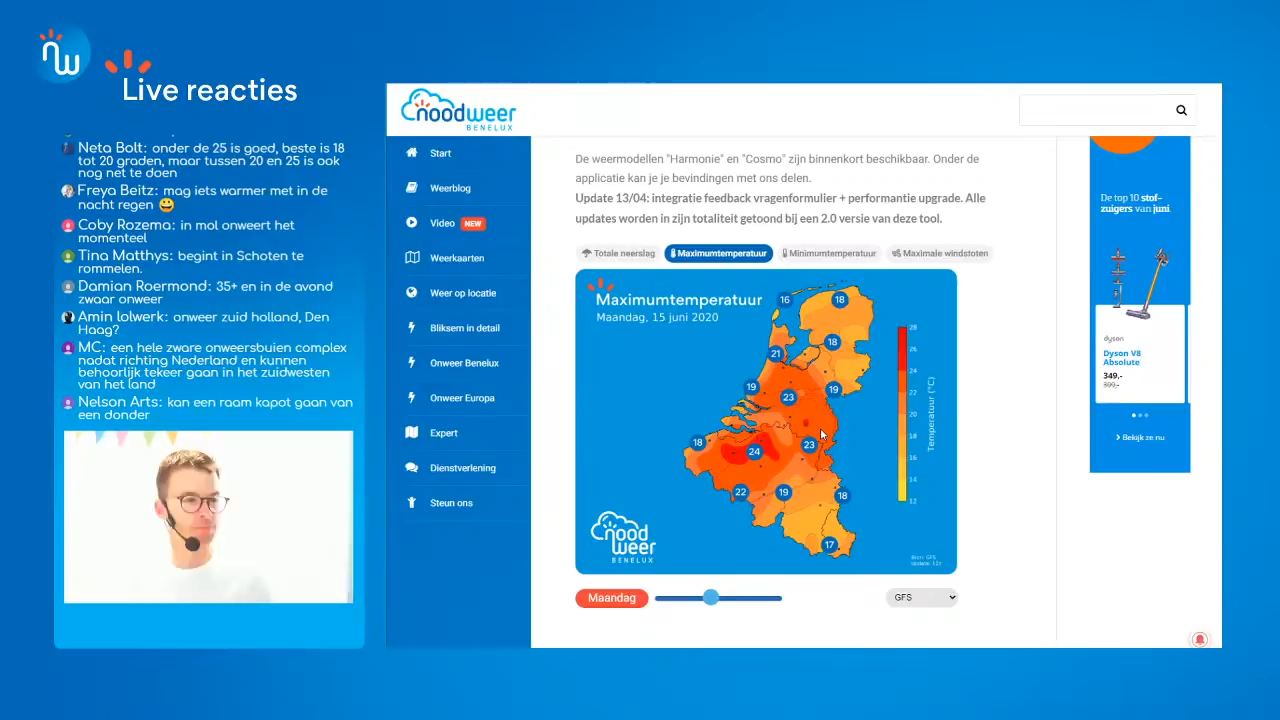 nw
Live reacties
Neta Bolt: onder de 25 is goed, beste is 18
tot 20 graden, maar tussen 20 en 25 is ook
nog net te doen
Freya Beitz: mag iets warmer met in de
nacht regen 😀
Coby Rozema: in mol onweert het
momenteel
Tina Matthys: begint in Schoten te
rommelen.
Damian Roermond: 35+ en in de avond
zwaar onweer
Amin lolwerk: onweer zuid holland, Den
Haag?
MC: een hele zware onweersbuien complex
nadat richting Nederland en kunnen
behoorlijk tekeer gaan in het zuidwesten
van het land
Nelson Arts: kan een raam kapot gaan van
een donder
noodweer
BENELUX
Start
Weerblog
Video NEW
Weerkaarten
Weer op locatie
Bliksem in detail
Onweer Benelux
Onweer Europa
Expert
Dienstverlening
Steun ons
De weermodellen "Harmonie" en "Cosmo" zijn binnenkort beschikbaar. Onder de
applicatie kan je je bevindingen met ons delen.
Update 13/04: integratie feedback vragenformulier + performantie upgrade. Alle
updates worden in zijn totaliteit getoond bij een 2.0 versie van deze tool.
Totale neerslag Maximumtemperatuur Minimumtemperatuur Maximale windstoten
Maximumtemperatuur
Maandag, 15 juni 2020
16 18
18
21
19 23 19
18 24 23
22 19 18
17
28
26
24
22
20
18
16
14
12
Temperatuur (°C)
nood
weer
BENELUX
Bron: GFS
Update: 12z
Maandag GFS
De top 10 stof-
zuigers van juni.
dyson
Dyson V8
Absolute
349,-
399,-
Bekijk ze nu